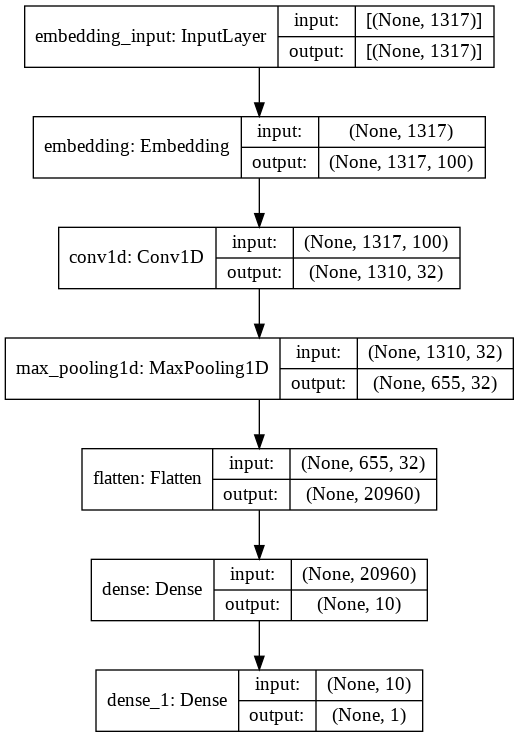 embedding_input: InputLayer
input: [(None, 1317)]
output: [(None, 1317)]
embedding: Embedding
input: (None, 1317)
output: (None, 1317, 100)
conv1d: Conv1D
input: (None, 1317, 100)
output: (None, 1310, 32)
max_pooling1d: MaxPooling1D
input: (None, 1310, 32)
output: (None, 655, 32)
flatten: Flatten
input: (None, 655, 32)
output: (None, 20960)
dense: Dense
input: (None, 20960)
output: (None, 10)
dense_1: Dense
input: (None, 10)
output: (None, 1)